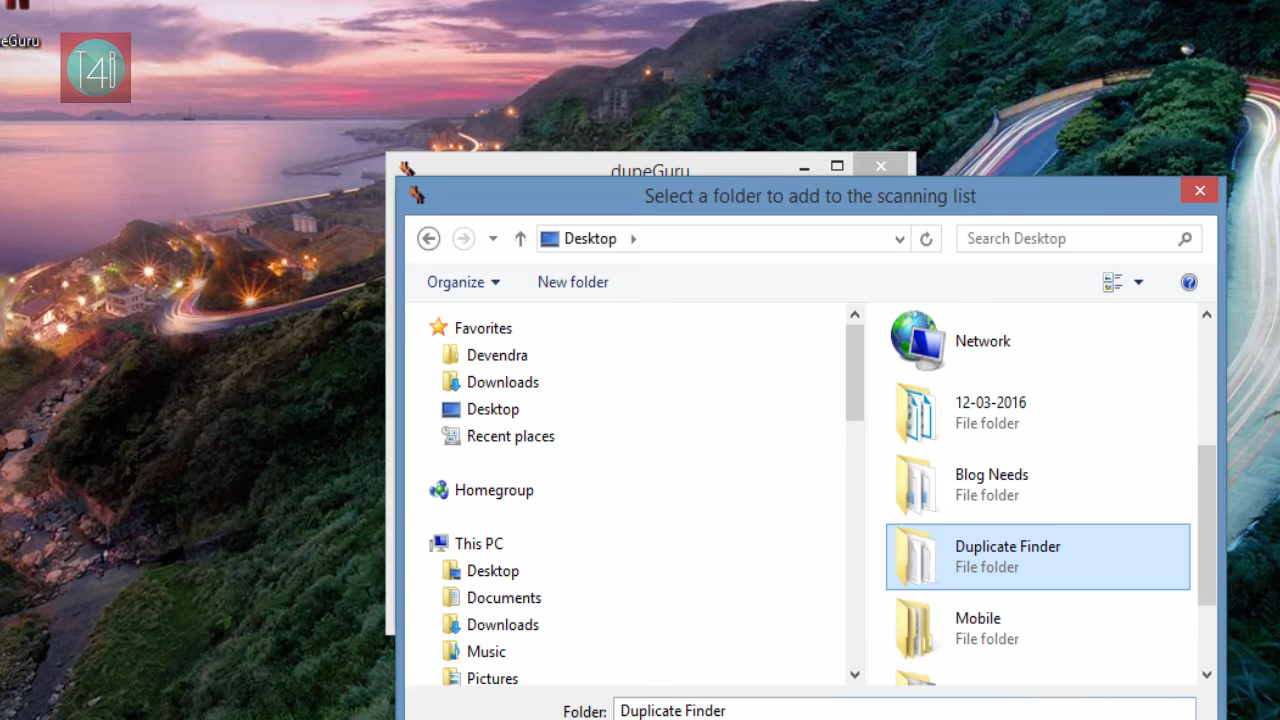 eGuru
T4B
dupeGuru
Select a folder to add to the scanning list
Desktop
Search Desktop
Organize
New folder
Favorites
Devendra
Downloads
Desktop
Recent places
Homegroup
This PC
Desktop
Documents
Downloads
Music
Pictures
Network
12-03-2016
File folder
Blog Needs
File folder
Duplicate Finder
File folder
Mobile
File folder
Folder: Duplicate Finder